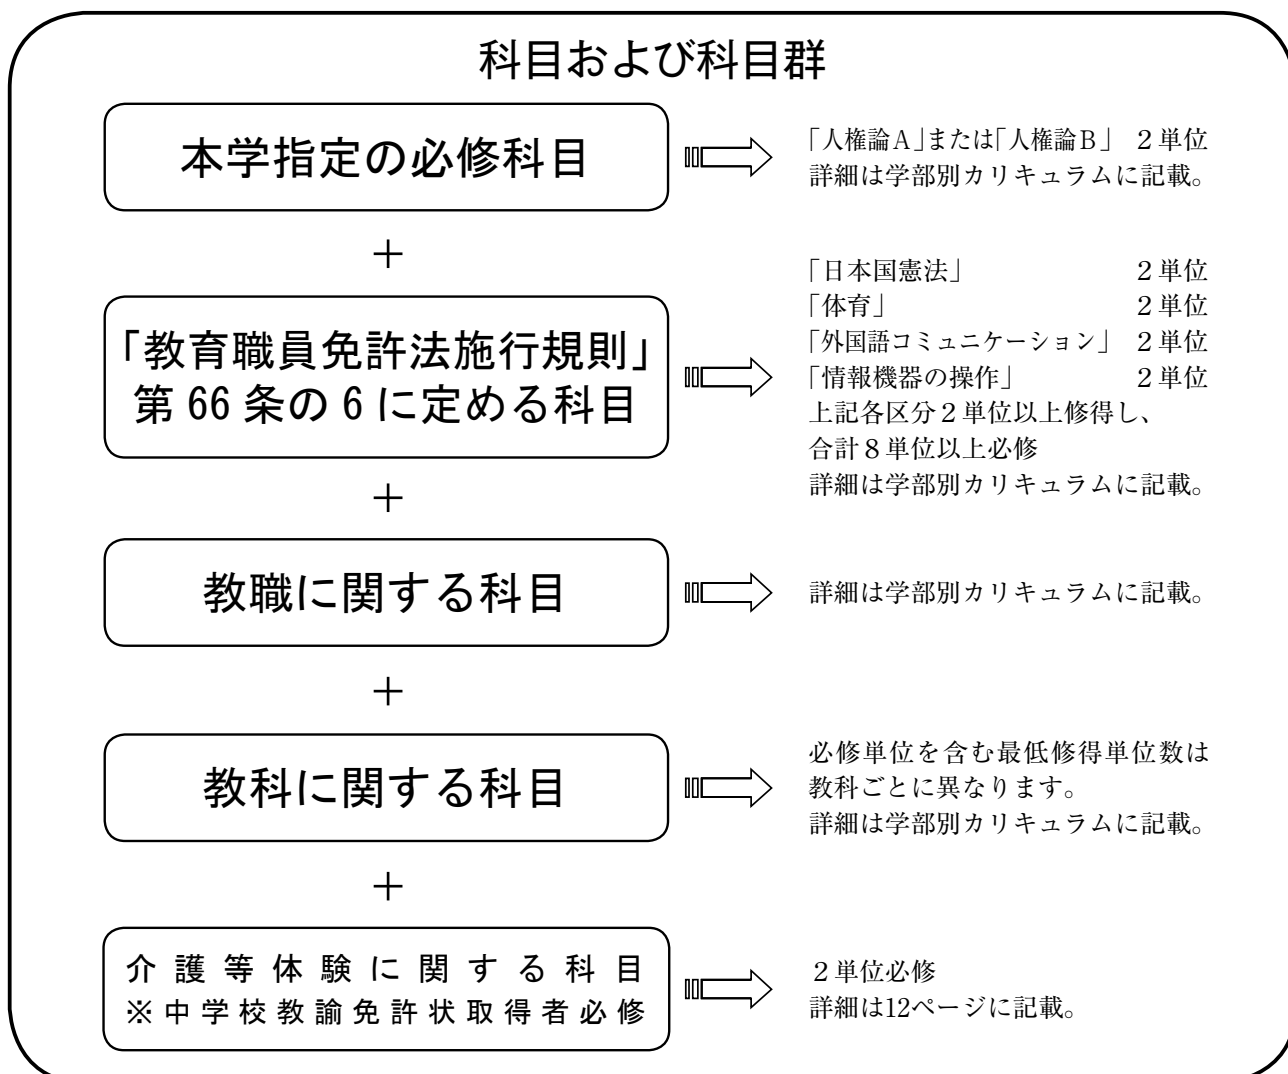 科目および科目群
本学指定の必修科目
「人権論A」または「人権論B」 2単位
詳細は学部別カリキュラムに記載。
+
「教育職員免許法施行規則」
第66条の6に定める科目
「日本国憲法」 2単位
「体育」 2単位
「外国語コミュニケーション」 2単位
「情報機器の操作」 2単位
上記各区分2単位以上修得し、
合計8単位以上必修
詳細は学部別カリキュラムに記載。
+
教職に関する科目
詳細は学部別カリキュラムに記載。
+
教科に関する科目
必修単位を含む最低修得単位数は
教科ごとに異なります。
詳細は学部別カリキュラムに記載。
+
介護等体験に関する科目
※中学校教諭免許状取得者必修
2単位必修
詳細は12ページに記載。